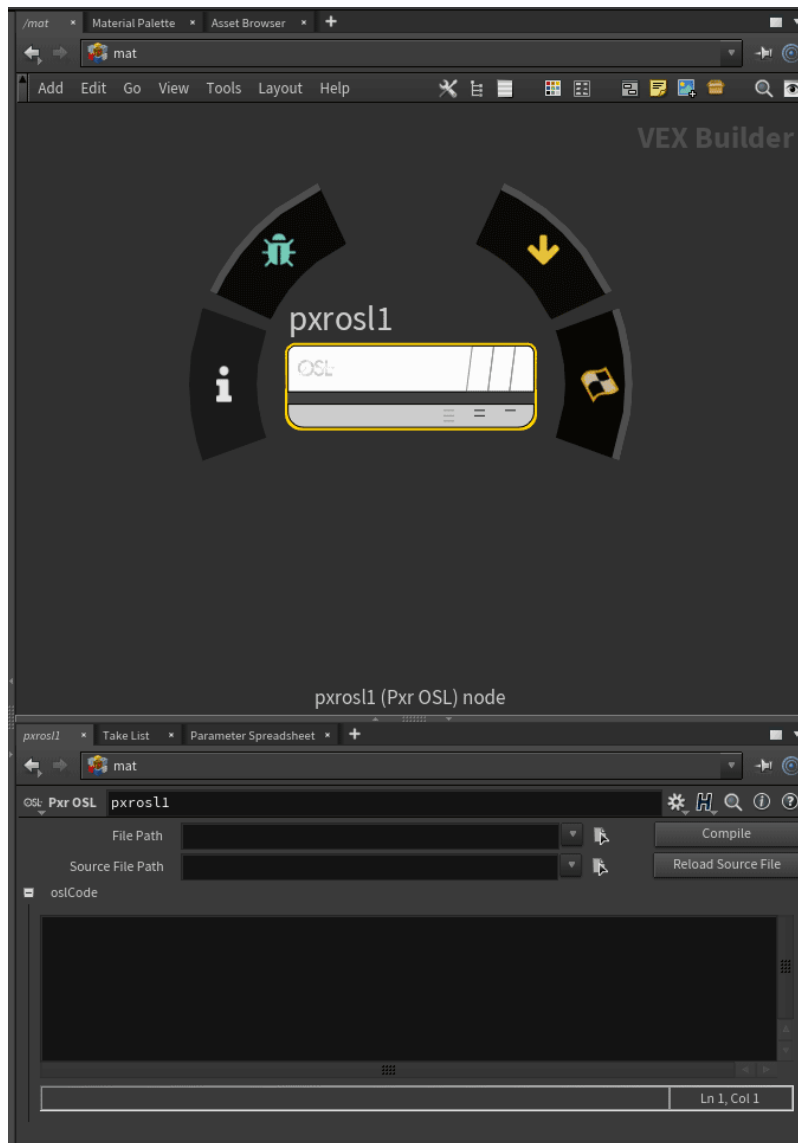 /mat Material Palette Asset Browser
mat
Add Edit Go View Tools Layout Help
VEX Builder
pxrosl1
OSL
pxrosl1 (Pxr OSL) node
pxrosl1 Take List Parameter Spreadsheet
mat
OSL Pxr OSL pxrosl1
File Path Compile
Source File Path Reload Source File
oslCode
Ln 1, Col 1